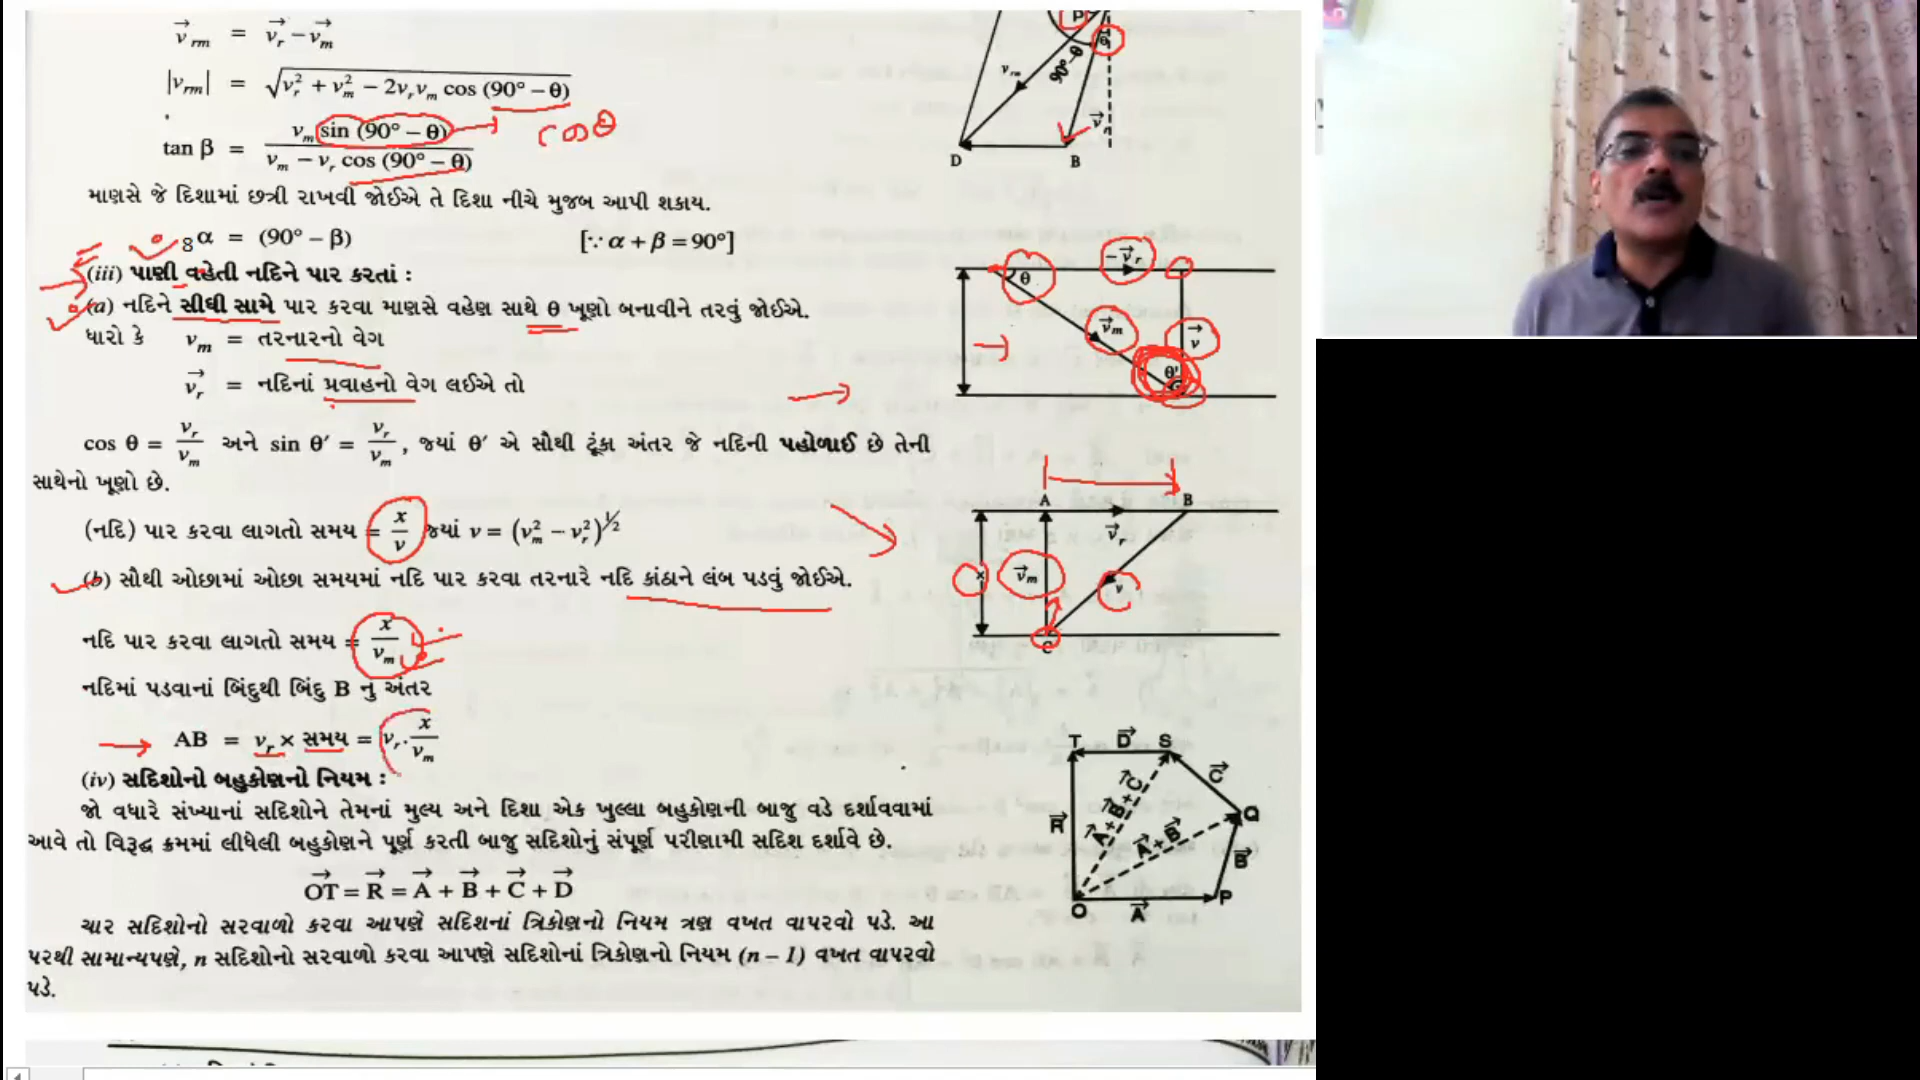 v⃗rm = v⃗r – v⃗m
|vrm| = √(vr² + vm² – 2vrvm cos (90° – θ))
tan β = vm sin (90° – θ) / vm – vr cos (90° – θ) cos θ
માણસે જે દિશામાં છત્રી રાખવી જોઈએ તે દિશા નીચે મુજબ આપી શકાય.
8 α = (90° – β) [∵ α + β = 90°]
(iii) પાણી વહેતી નદિને પાર કરતાં :
(a) નદિને સીધી સામે પાર કરવા માણસે વહેણ સાથે θ ખૂણો બનાવીને તરવું જોઈએ.
ધારો કે vm = તરનારનો વેગ
v⃗r = નદિનાં પ્રવાહનો વેગ લઈએ તો
cos θ = vr/vm અને sin θ′ = vr/vm, જ્યાં θ′ એ સૌથી ટૂંકા અંતર જે નદિની પહોળાઈ છે તેની
સાથેનો ખૂણો છે.
(નદિ) પાર કરવા લાગતો સમય = x/v જ્યાં v = (vm² – vr²)^1/2
(b) સૌથી ઓછામાં ઓછા સમયમાં નદિ પાર કરવા તરનારે નદિ કાંઠાને લંબ પડવું જોઈએ.
નદિ પાર કરવા લાગતો સમય = x/vm
નદિમાં પડવાનાં બિંદુથી બિંદુ B નુ અંતર
AB = vr × સમય = vr · x/vm
(iv) સદિશોનો બહુકોણનો નિયમ :
જો વધારે સંખ્યાનાં સદિશોને તેમનાં મુલ્ય અને દિશા એક ખુલ્લા બહુકોણની બાજુ વડે દર્શાવવામાં
આવે તો વિરૂદ્ધ ક્રમમાં લીધેલી બહુકોણને પૂર્ણ કરતી બાજુ સદિશોનું સંપૂર્ણ પરીણામી સદિશ દર્શાવે છે.
O⃗T = R⃗ = A⃗ + B⃗ + C⃗ + D⃗
ચાર સદિશોનો સરવાળો કરવા આપણે સદિશનાં ત્રિકોણનો નિયમ ત્રણ વખત વાપરવો પડે. આ
પરથી સામાન્યપણે, n સદિશોનો સરવાળો કરવા આપણે સદિશોનાં ત્રિકોણનો નિયમ (n – 1) વખત વાપરવો
પડે.
P θ
90°–θ
vrm
v⃗r
D B
–v⃗r
θ
v⃗m v⃗
θ′
A B
v⃗r
x v⃗m v
C
T D⃗ S
C⃗
A⃗+B⃗+C⃗
R⃗ A⃗+B⃗ Q
B⃗
O A⃗ P